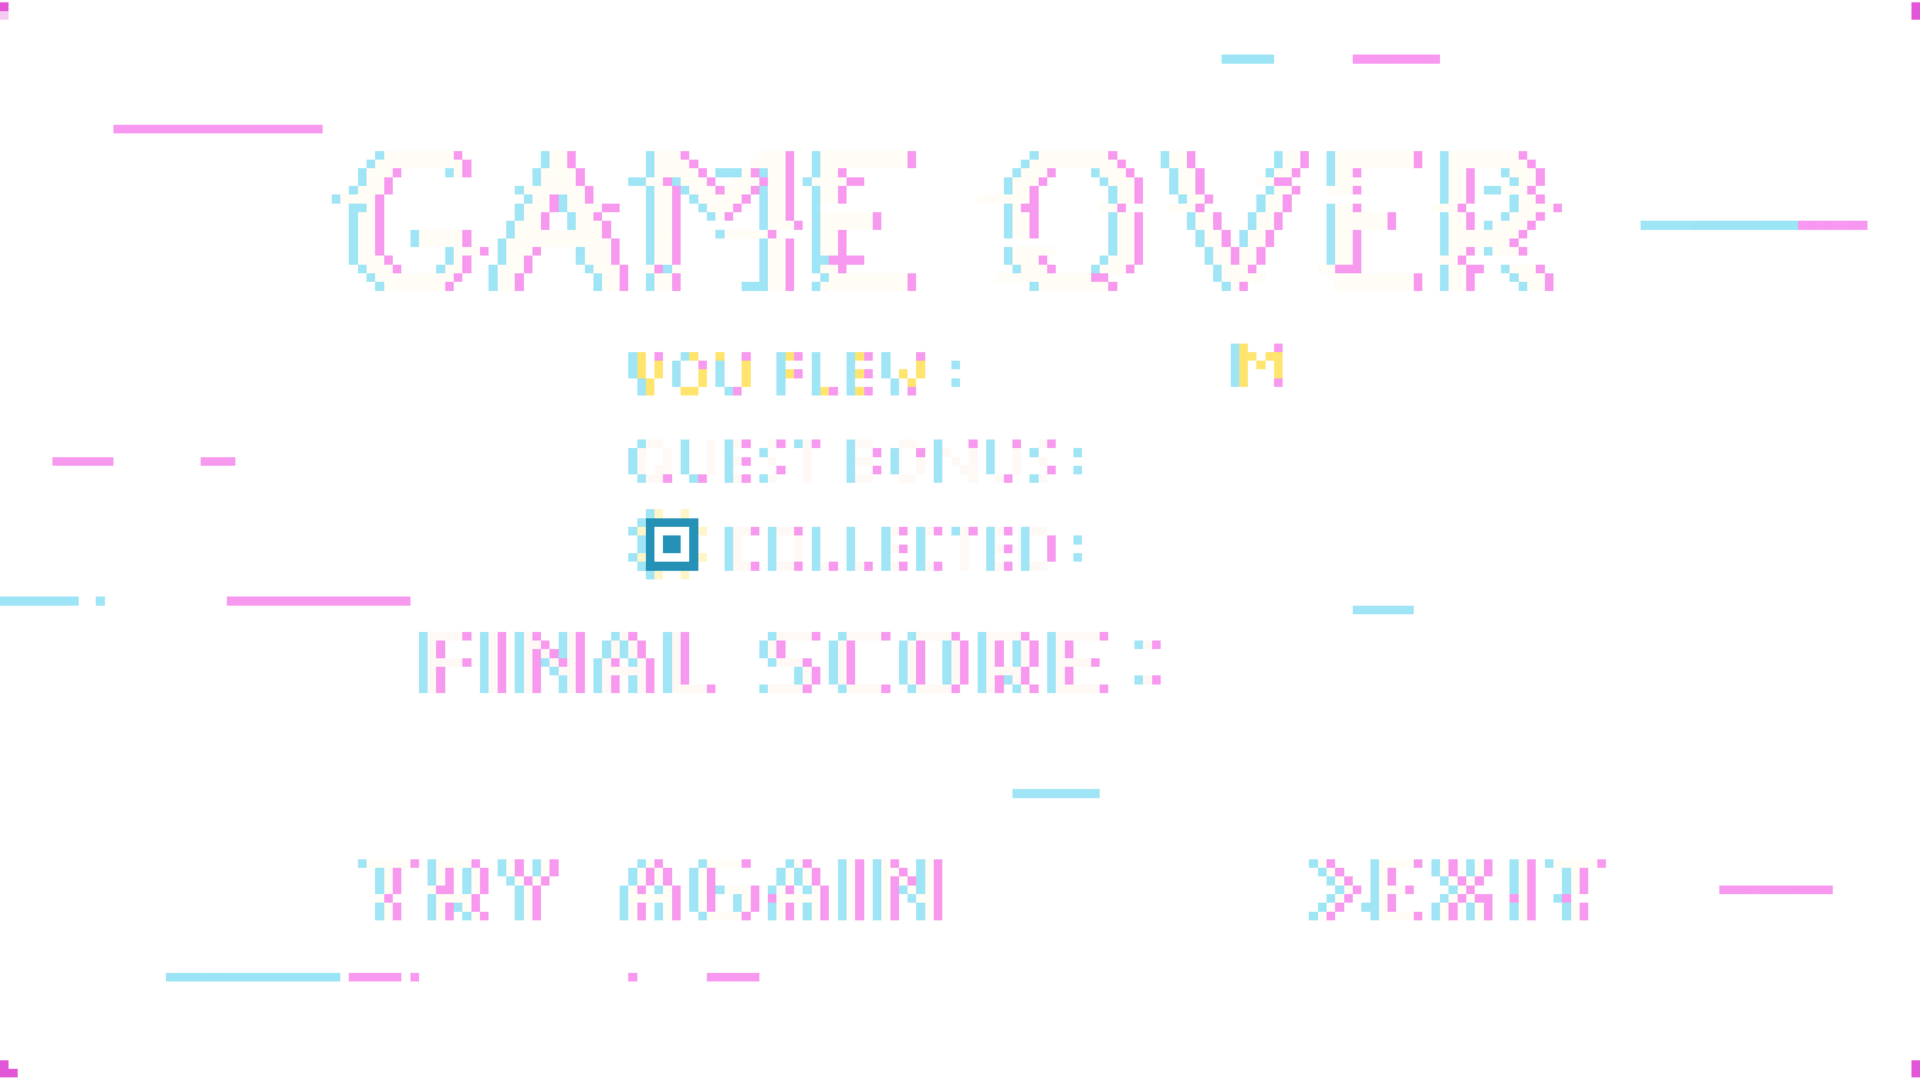 GAME OVER
YOU FLEW: M
QUEST BONUS:
COLLECTED:
FINAL SCORE:
TRY AGAIN >EXIT